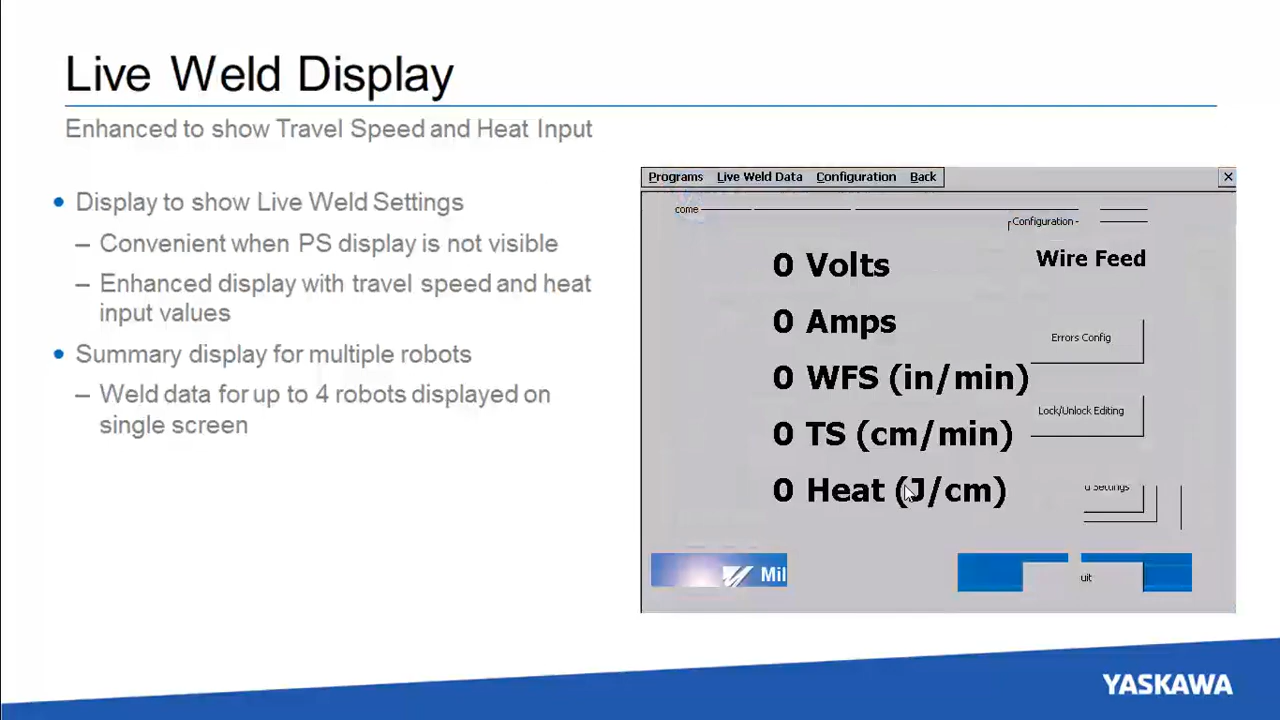 Live Weld Display
Enhanced to show Travel Speed and Heat Input
• Display to show Live Weld Settings
– Convenient when PS display is not visible
– Enhanced display with travel speed and heat
input values
• Summary display for multiple robots
– Weld data for up to 4 robots displayed on
single screen
Programs Live Weld Data Configuration Back
come
Configuration
0 Volts
Wire Feed
0 Amps
Errors Config
0 WFS (in/min)
Lock/Unlock Editing
0 TS (cm/min)
0 Heat (J/cm)
Settings
Mil
uit
YASKAWA